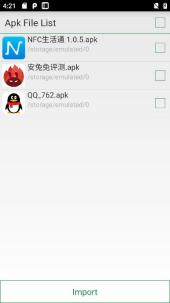 4:21
Apk File List
NFC生活通 1.0.5.apk
/storage/emulated/0
安兔兔评测.apk
/storage/emulated/0
QQ_762.apk
/storage/emulated/0
Import